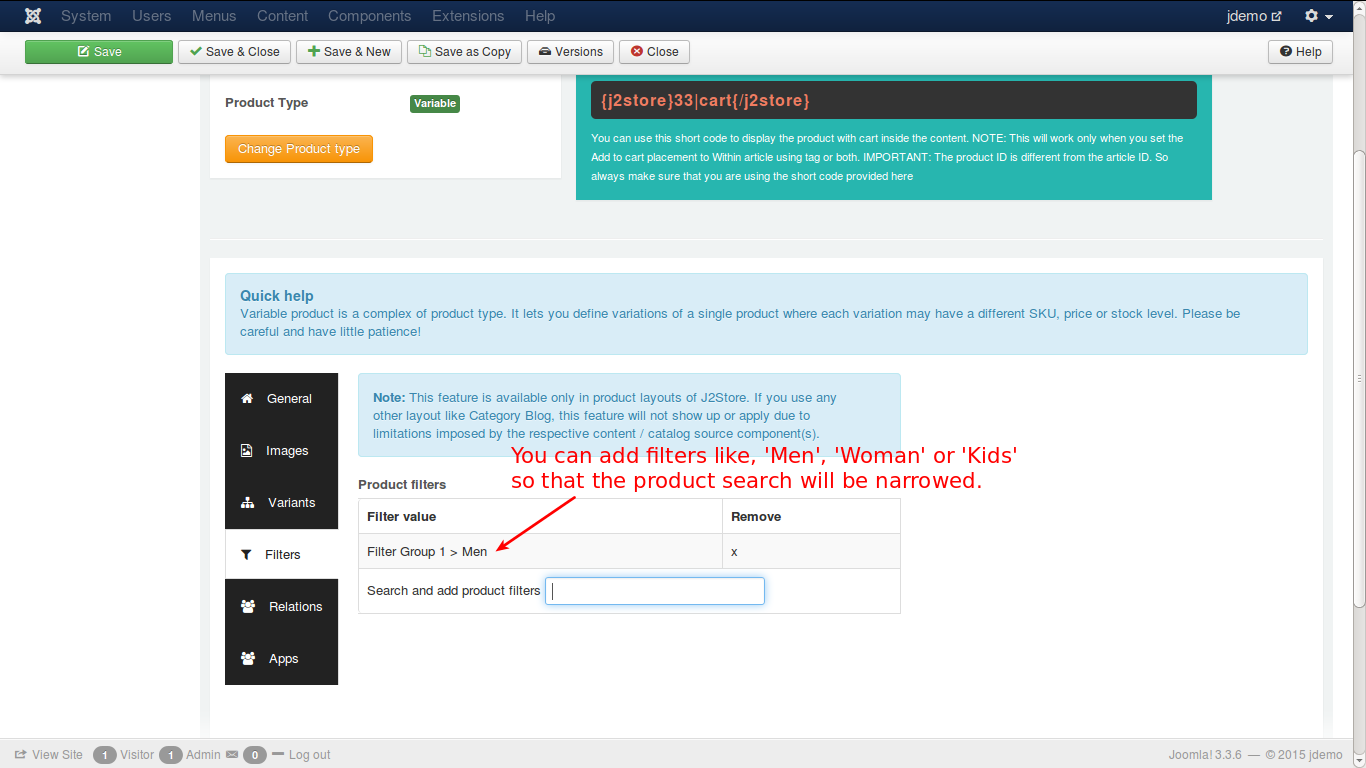 System Users Menus Content Components Extensions Help jdemo
Save Save & Close Save & New Save as Copy Versions Close Help
Product Type Variable
Change Product type
{j2store}33|cart{/j2store}
You can use this short code to display the product with cart inside the content. NOTE: This will work only when you set the
Add to cart placement to Within article using tag or both. IMPORTANT: The product ID is different from the article ID. So
always make sure that you are using the short code provided here
Quick help
Variable product is a complex of product type. It lets you define variations of a single product where each variation may have a different SKU, price or stock level. Please be
careful and have little patience!
General
Images
Variants
Filters
Relations
Apps
Note: This feature is available only in product layouts of J2Store. If you use any
other layout like Category Blog, this feature will not show up or apply due to
limitations imposed by the respective content / catalog source component(s).
You can add filters like, 'Men', 'Woman' or 'Kids'
so that the product search will be narrowed.
Product filters
Filter value Remove
Filter Group 1 > Men x
Search and add product filters
View Site 1 Visitor 1 Admin 0 Log out Joomla! 3.3.6 — © 2015 jdemo